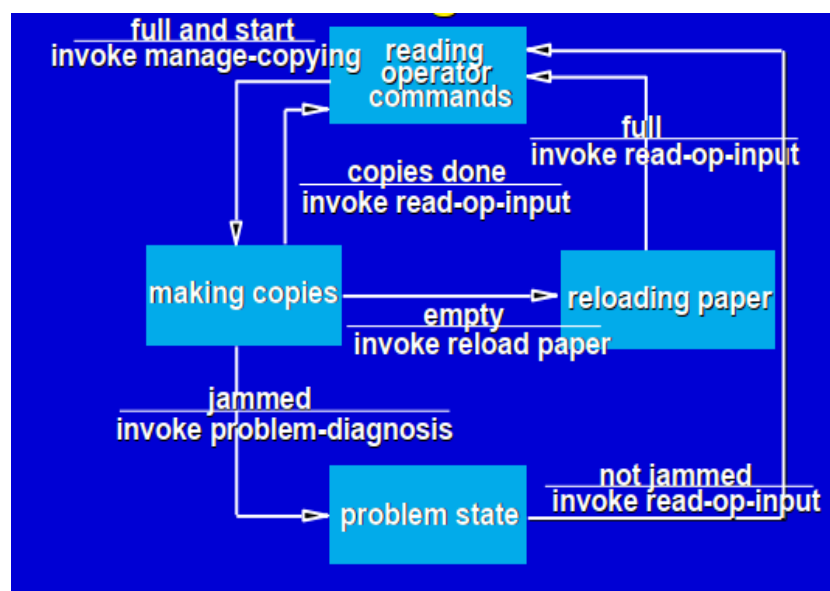 full and start
invoke manage-copying
reading
operator
commands
full
invoke read-op-input
copies done
invoke read-op-input
making copies
reloading paper
empty
invoke reload paper
jammed
invoke problem-diagnosis
not jammed
invoke read-op-input
problem state